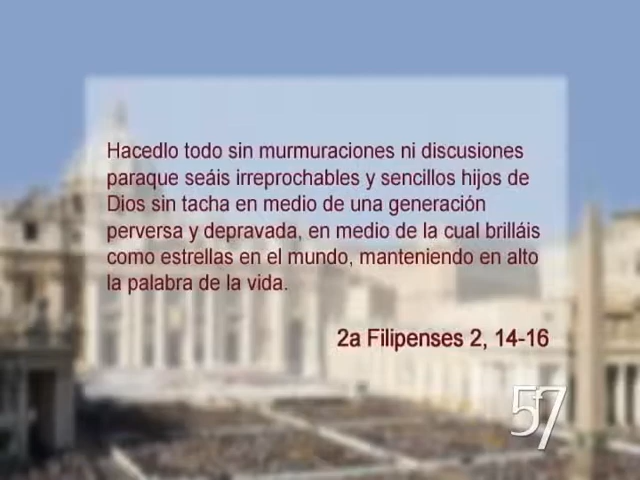 Hacedlo todo sin murmuraciones ni discusiones
paraque seáis irreprochables y sencillos hijos de
Dios sin tacha en medio de una generación
perversa y depravada, en medio de la cual brilláis
como estrellas en el mundo, manteniendo en alto
la palabra de la vida.
2a Filipenses 2, 14-16
57